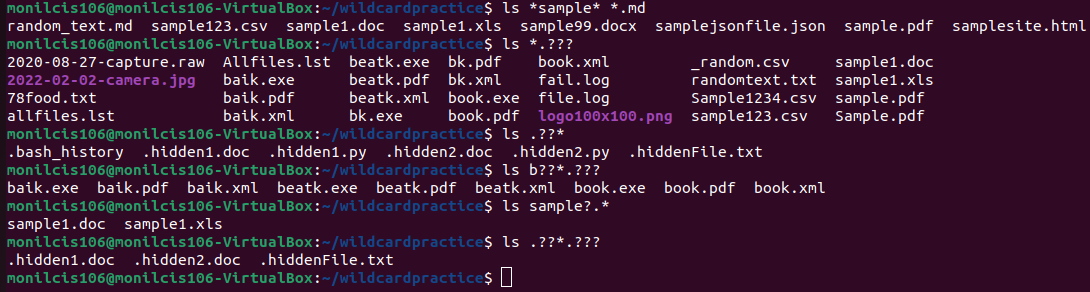 monilcis106@monilcis106-VirtualBox:~/wildcardpractice$ ls *sample* *.md
random_text.md  sample123.csv  sample1.doc  sample1.xls  sample99.docx  samplejsonfile.json  sample.pdf  samplesite.html
monilcis106@monilcis106-VirtualBox:~/wildcardpractice$ ls *.???
2020-08-27-capture.raw  Allfiles.lst  beatk.exe  bk.pdf    book.xml         _random.csv     sample1.doc
2022-02-02-camera.jpg   baik.exe      beatk.pdf  bk.xml    fail.log         randomtext.txt  sample1.xls
78food.txt              baik.pdf      beatk.xml  book.exe  file.log         Sample1234.csv  sample.pdf
allfiles.lst            baik.xml      bk.exe     book.pdf  logo100x100.png  sample123.csv   Sample.pdf
monilcis106@monilcis106-VirtualBox:~/wildcardpractice$ ls .??*
.bash_history  .hidden1.doc  .hidden1.py  .hidden2.doc  .hidden2.py  .hiddenFile.txt
monilcis106@monilcis106-VirtualBox:~/wildcardpractice$ ls b??*.???
baik.exe  baik.pdf  baik.xml  beatk.exe  beatk.pdf  beatk.xml  book.exe  book.pdf  book.xml
monilcis106@monilcis106-VirtualBox:~/wildcardpractice$ ls sample?.*
sample1.doc  sample1.xls
monilcis106@monilcis106-VirtualBox:~/wildcardpractice$ ls .??*.???
.hidden1.doc  .hidden2.doc  .hiddenFile.txt
monilcis106@monilcis106-VirtualBox:~/wildcardpractice$